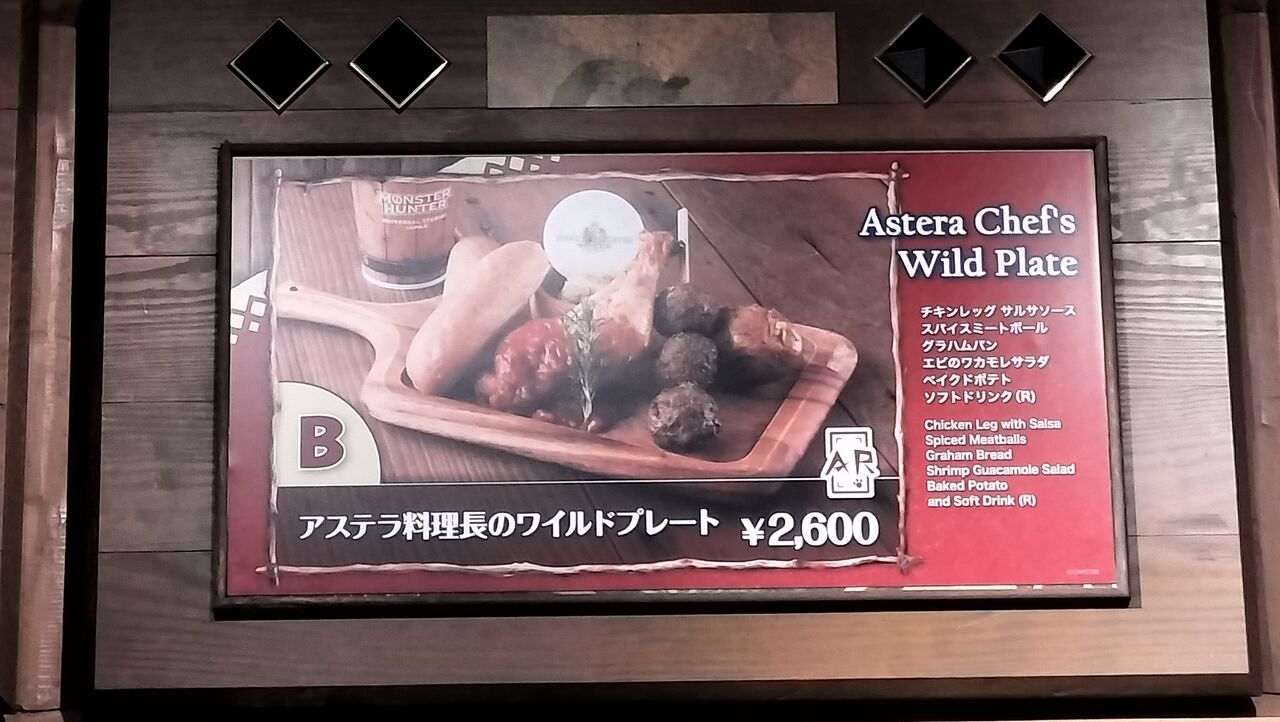 MONSTER
HUNTER
UNIVERSAL STUDIOS
JAPAN
Astera Chef's
Wild Plate
チキンレッグ サルサソース
スパイスミートボール
グラハムパン
エビのワカモレサラダ
ベイクドポテト
ソフトドリンク(R)
Chicken Leg with Salsa
Spiced Meatballs
Graham Bread
Shrimp Guacamole Salad
Baked Potato
and Soft Drink (R)
B
AR
アステラ料理長のワイルドプレート ¥2,600